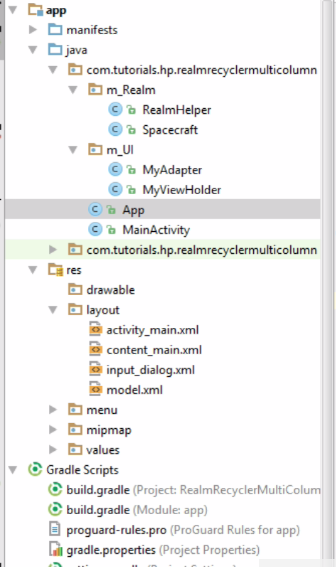 app
manifests
java
com.tutorials.hp.realmrecyclermulticolumn
m_Realm
RealmHelper
Spacecraft
m_UI
MyAdapter
MyViewHolder
App
MainActivity
com.tutorials.hp.realmrecyclermulticolumn
res
drawable
layout
activity_main.xml
content_main.xml
input_dialog.xml
model.xml
menu
mipmap
values
Gradle Scripts
build.gradle (Project: RealmRecyclerMultiColum
build.gradle (Module: app)
proguard-rules.pro (ProGuard Rules for app)
gradle.properties (Project Properties)